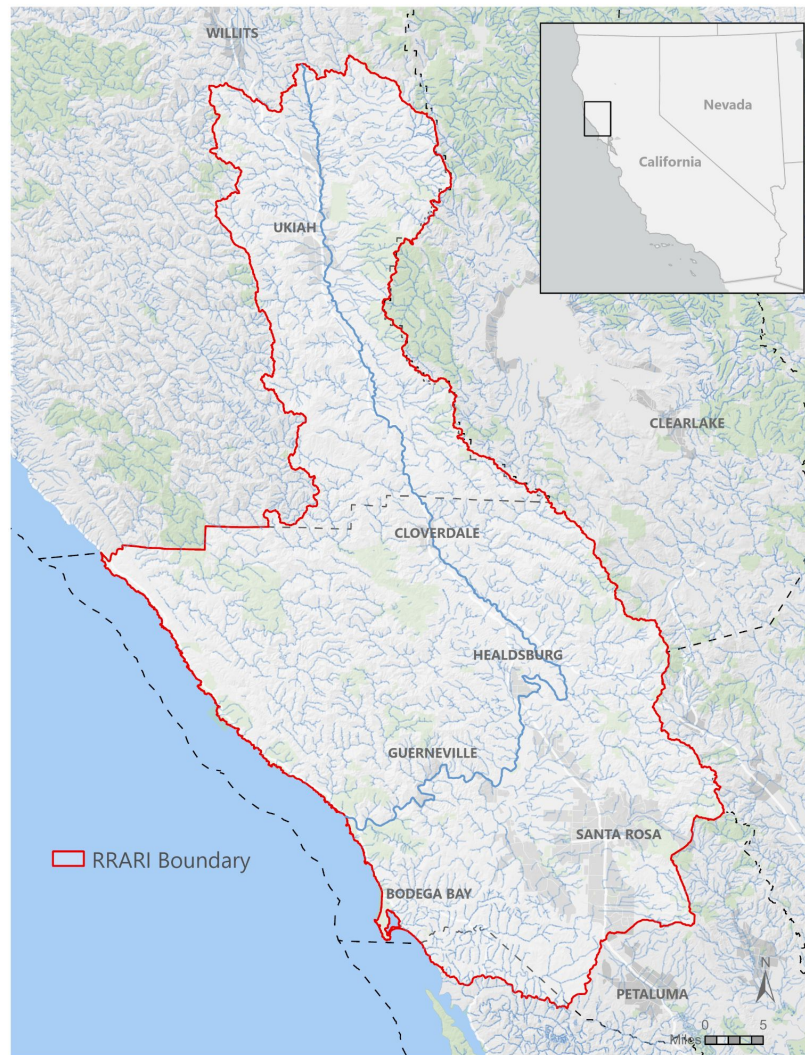 WILLITS
Nevada
California
UKIAH
CLEARLAKE
CLOVERDALE
HEALDSBURG
GUERNEVILLE
SANTA ROSA
RRARI Boundary
BODEGA BAY
N
PETALUMA
0 5
Miles